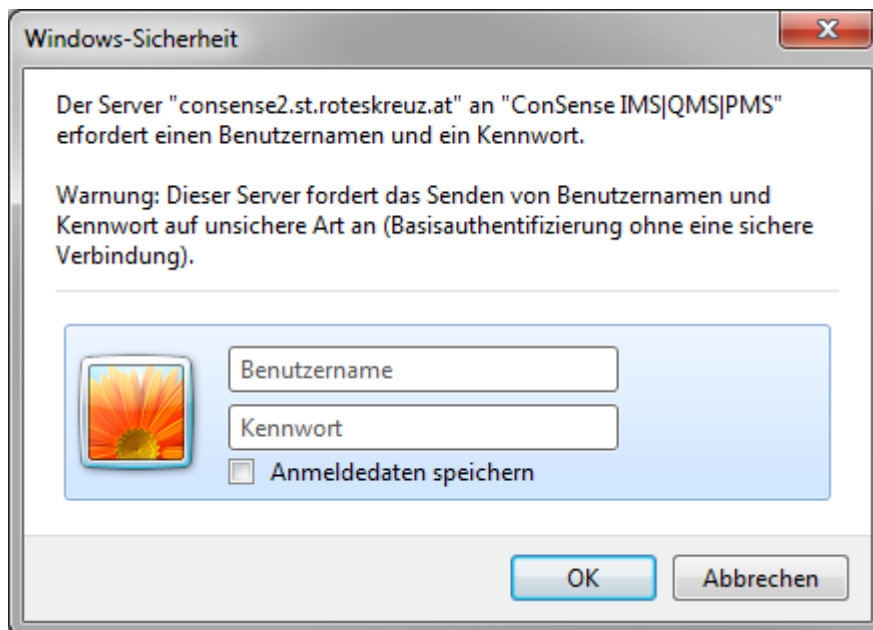 Windows-Sicherheit
Der Server "consense2.st.roteskreuz.at" an "ConSense IMS|QMS|PMS"
erfordert einen Benutzernamen und ein Kennwort.
Warnung: Dieser Server fordert das Senden von Benutzernamen und
Kennwort auf unsichere Art an (Basisauthentifizierung ohne eine sichere
Verbindung).
Benutzername
Kennwort
Anmeldedaten speichern
OK
Abbrechen